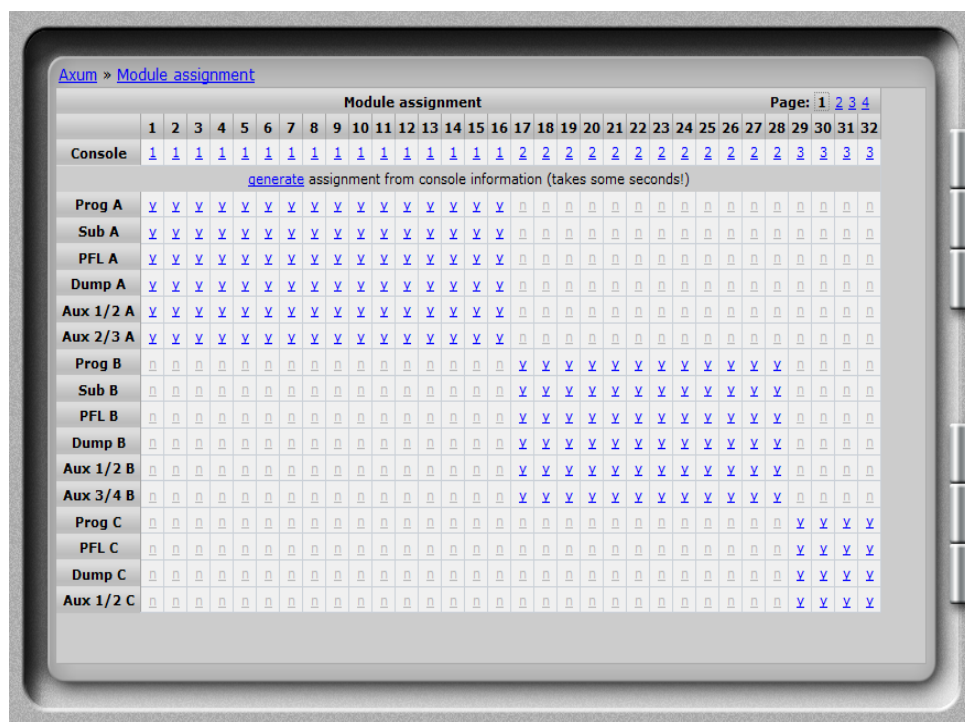 Axum » Module assignment
Module assignment Page: 1 2 3 4
1 2 3 4 5 6 7 8 9 10 11 12 13 14 15 16 17 18 19 20 21 22 23 24 25 26 27 28 29 30 31 32
Console 1 1 1 1 1 1 1 1 1 1 1 1 1 1 1 1 2 2 2 2 2 2 2 2 2 2 2 2 3 3 3 3
generate assignment from console information (takes some seconds!)
Prog A y y y y y y y y y y y y y y y y n n n n n n n n n n n n n n n n
Sub A y y y y y y y y y y y y y y y y n n n n n n n n n n n n n n n n
PFL A y y y y y y y y y y y y y y y y n n n n n n n n n n n n n n n n
Dump A y y y y y y y y y y y y y y y y n n n n n n n n n n n n n n n n
Aux 1/2 A y y y y y y y y y y y y y y y y n n n n n n n n n n n n n n n n
Aux 2/3 A y y y y y y y y y y y y y y y y n n n n n n n n n n n n n n n n
Prog B n n n n n n n n n n n n n n n n y y y y y y y y y y y y n n n n
Sub B n n n n n n n n n n n n n n n n y y y y y y y y y y y y n n n n
PFL B n n n n n n n n n n n n n n n n y y y y y y y y y y y y n n n n
Dump B n n n n n n n n n n n n n n n n y y y y y y y y y y y y n n n n
Aux 1/2 B n n n n n n n n n n n n n n n n y y y y y y y y y y y y n n n n
Aux 3/4 B n n n n n n n n n n n n n n n n y y y y y y y y y y y y n n n n
Prog C n n n n n n n n n n n n n n n n n n n n n n n n n n n n y y y y
PFL C n n n n n n n n n n n n n n n n n n n n n n n n n n n n y y y y
Dump C n n n n n n n n n n n n n n n n n n n n n n n n n n n n y y y y
Aux 1/2 C n n n n n n n n n n n n n n n n n n n n n n n n n n n n y y y y